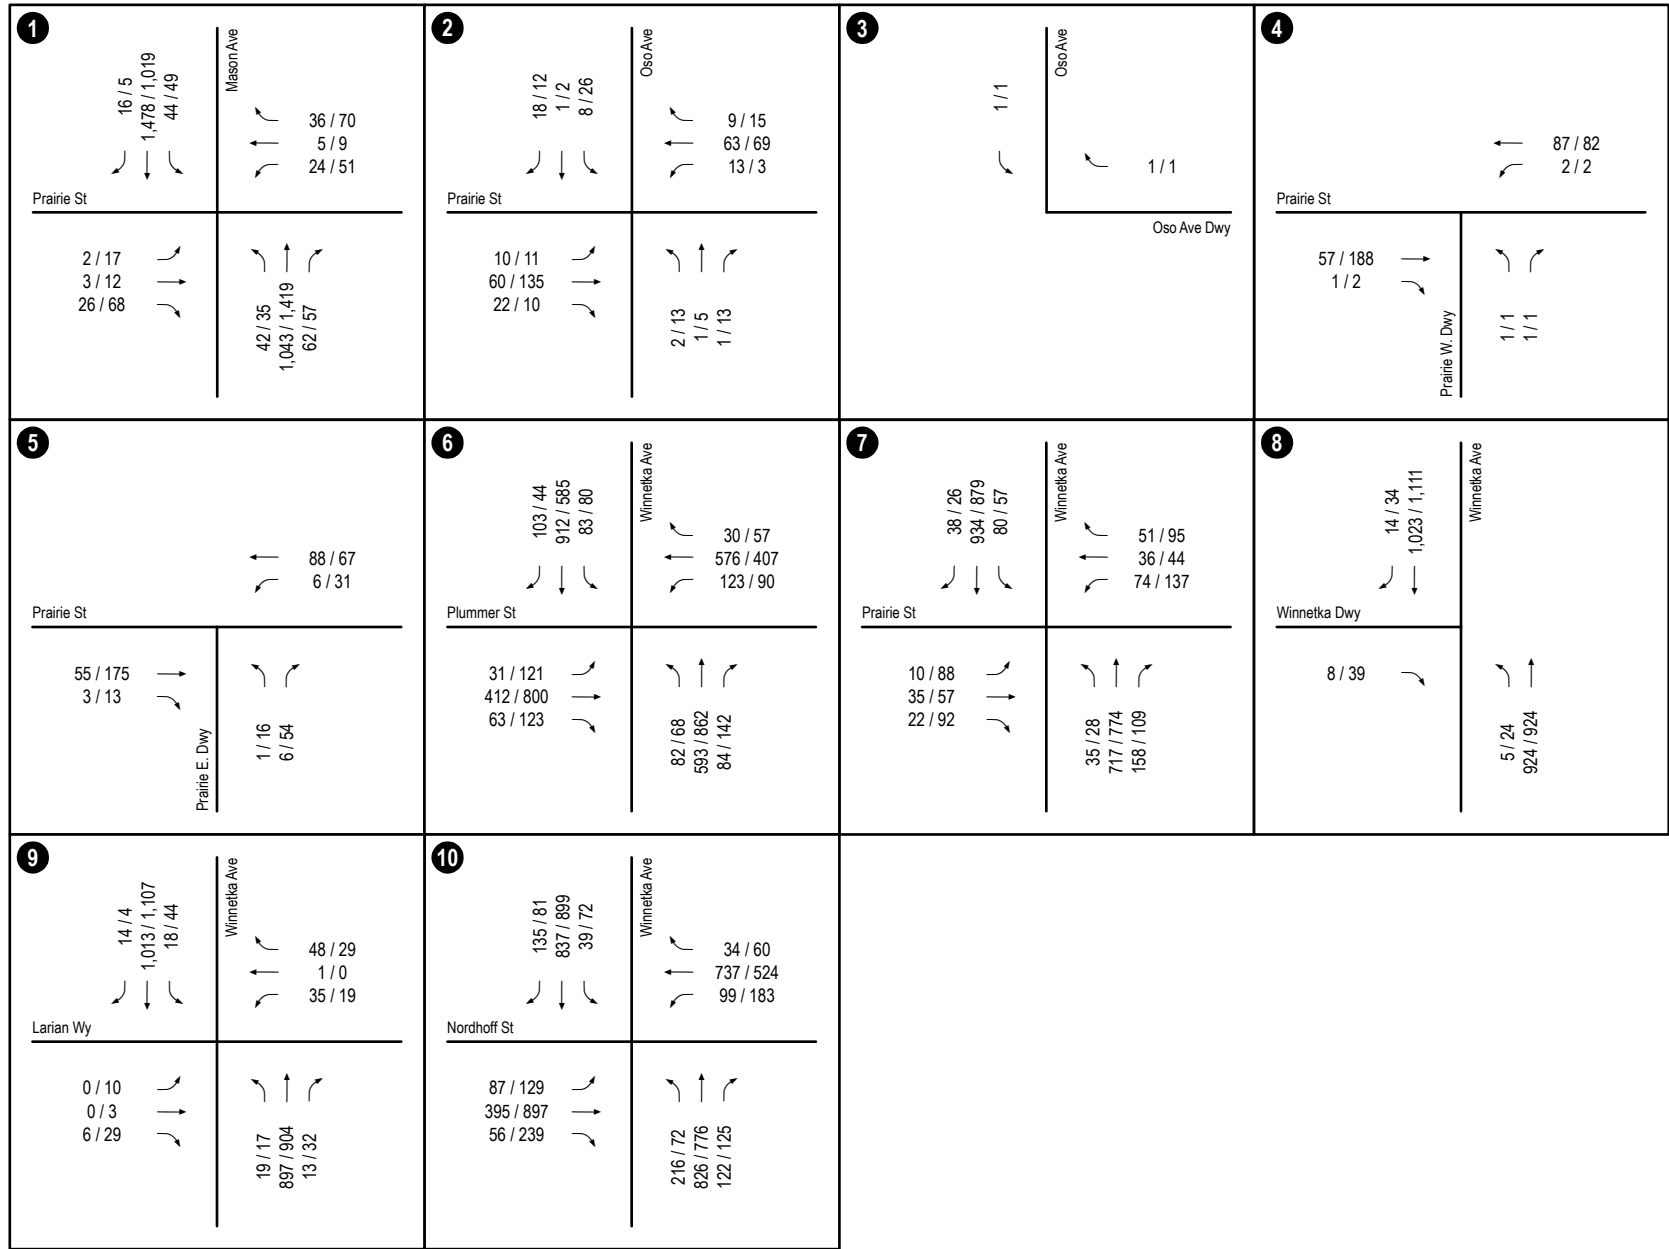 1
Mason Ave
16 / 5
1,478 / 1,019
44 / 49
36 / 70
5 / 9
24 / 51
Prairie St
2 / 17
3 / 12
26 / 68
42 / 35
1,043 / 1,419
62 / 57
2
Oso Ave
18 / 12
1 / 2
8 / 26
9 / 15
63 / 69
13 / 3
Prairie St
10 / 11
60 / 135
22 / 10
2 / 13
1 / 5
1 / 13
3
Oso Ave
1 / 1
1 / 1
Oso Ave Dwy
4
87 / 82
2 / 2
Prairie St
57 / 188
1 / 2
Prairie W. Dwy
1 / 1
1 / 1
5
88 / 67
6 / 31
Prairie St
55 / 175
3 / 13
Prairie E. Dwy
1 / 16
6 / 54
6
Winnetka Ave
103 / 44
912 / 585
83 / 80
30 / 57
576 / 407
123 / 90
Plummer St
31 / 121
412 / 800
63 / 123
82 / 68
593 / 862
84 / 142
7
Winnetka Ave
38 / 26
934 / 879
80 / 57
51 / 95
36 / 44
74 / 137
Prairie St
10 / 88
35 / 57
22 / 92
35 / 28
717 / 774
158 / 109
8
Winnetka Ave
14 / 34
1,023 / 1,111
Winnetka Dwy
8 / 39
5 / 24
924 / 924
9
Winnetka Ave
14 / 4
1,013 / 1,107
18 / 44
48 / 29
1 / 0
35 / 19
Larian Wy
0 / 10
0 / 3
6 / 29
19 / 17
897 / 904
13 / 32
10
Winnetka Ave
135 / 81
837 / 899
39 / 72
34 / 60
737 / 524
99 / 183
Nordhoff St
87 / 129
395 / 897
56 / 239
216 / 72
826 / 776
122 / 125